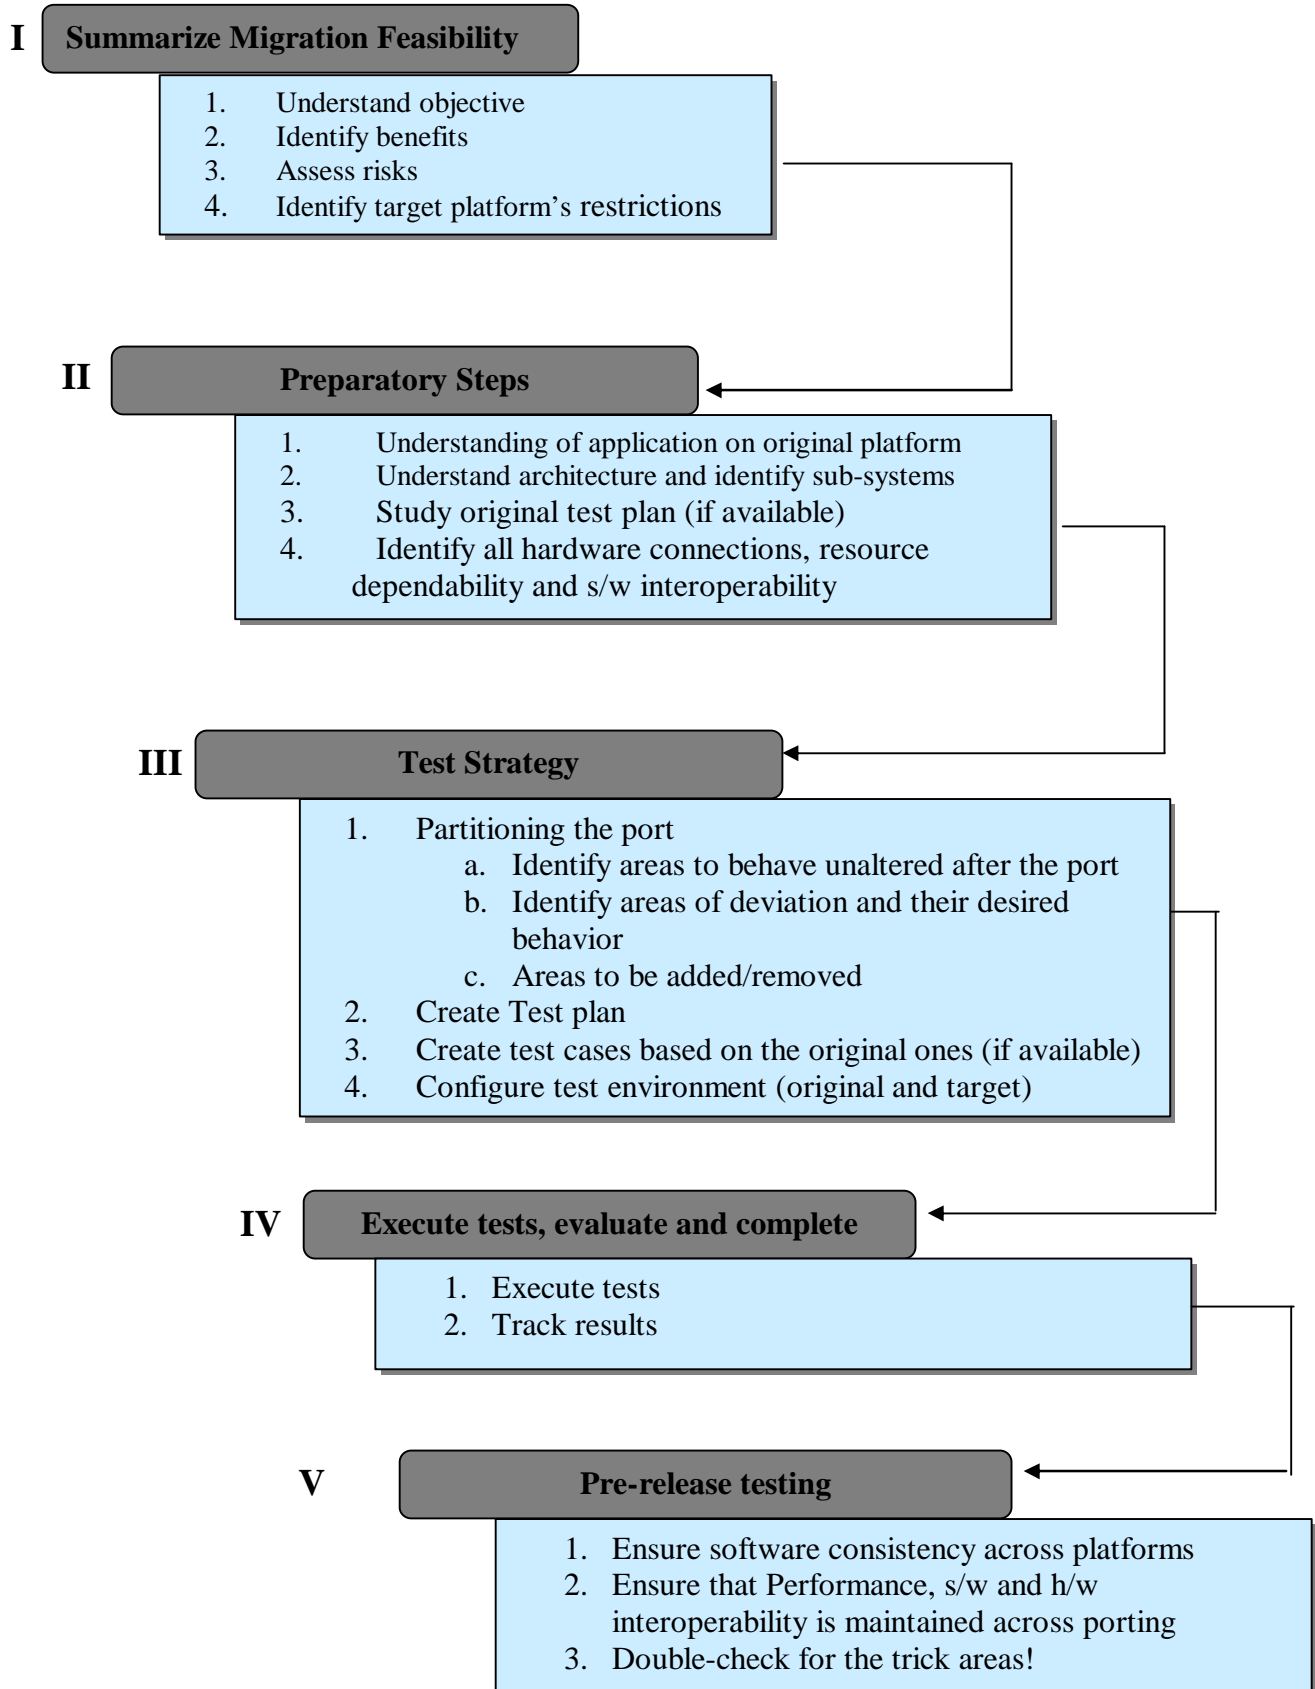 I Summarize Migration Feasibility
1. Understand objective
2. Identify benefits
3. Assess risks
4. Identify target platform’s restrictions
II Preparatory Steps
1. Understanding of application on original platform
2. Understand architecture and identify sub-systems
3. Study original test plan (if available)
4. Identify all hardware connections, resource
dependability and s/w interoperability
III Test Strategy
1. Partitioning the port
a. Identify areas to behave unaltered after the port
b. Identify areas of deviation and their desired
behavior
c. Areas to be added/removed
2. Create Test plan
3. Create test cases based on the original ones (if available)
4. Configure test environment (original and target)
IV Execute tests, evaluate and complete
1. Execute tests
2. Track results
V Pre-release testing
1. Ensure software consistency across platforms
2. Ensure that Performance, s/w and h/w
interoperability is maintained across porting
3. Double-check for the trick areas!